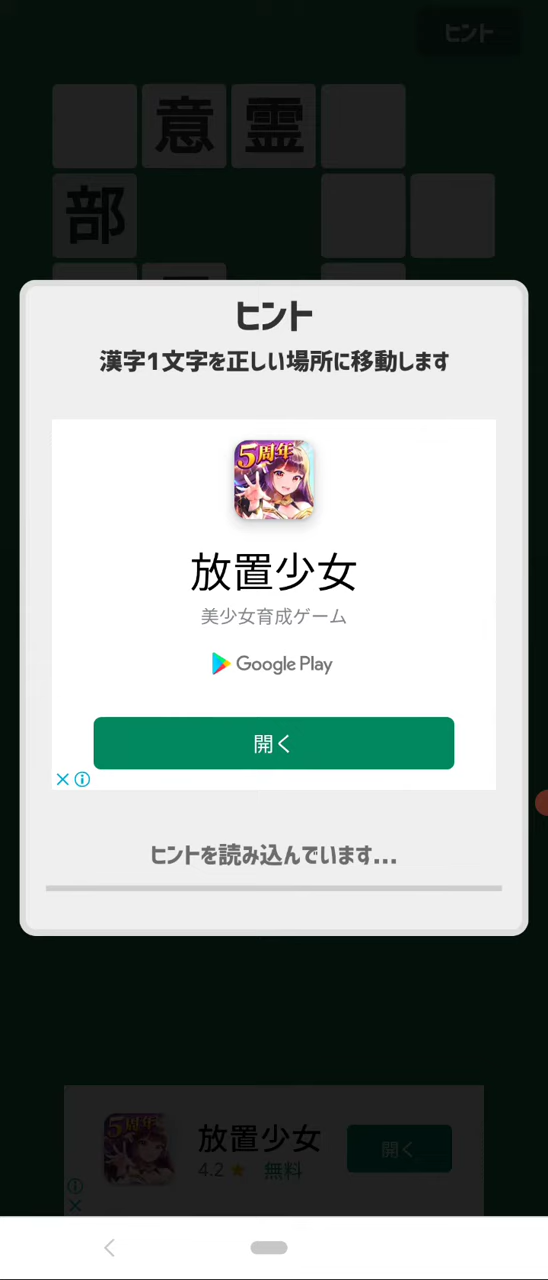 ヒント
意霊
部
ヒント
漢字1文字を正しい場所に移動します
5周年
放置少女
美少女育成ゲーム
Google Play
開く
ヒントを読み込んでいます...
5周年
放置少女
4.2 ★ 無料
開く